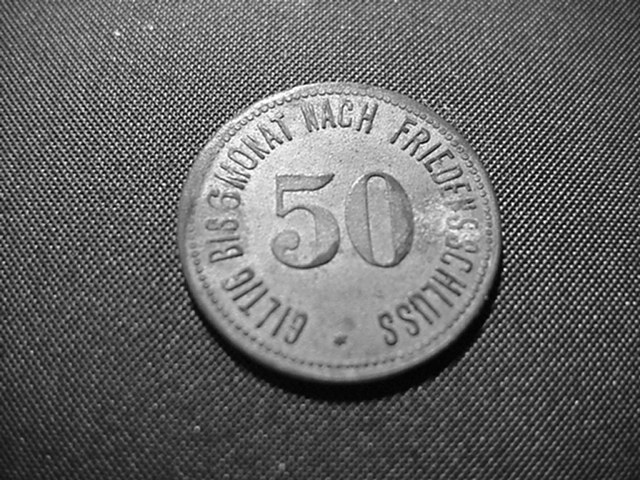 GILTIG BIS 6 MONAT NACH FRIEDENSSCHLUSS
50